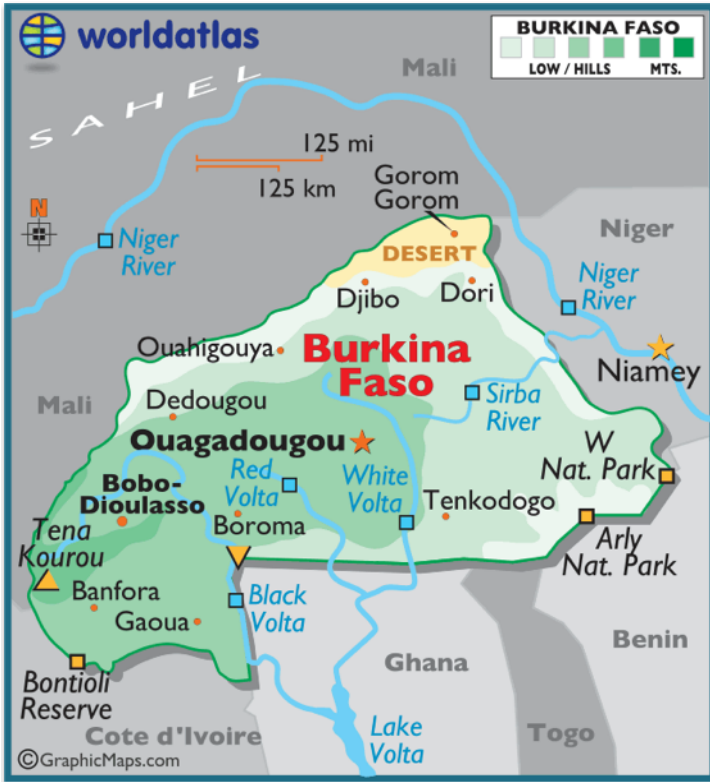 worldatlas
BURKINA FASO
LOW / HILLS MTS.
SAHEL
Mali
125 mi
125 km
Gorom
Gorom
N
Niger
River
DESERT
Niger
Niger
River
Djibo
Dori
Ouahigouya
Burkina
Faso
Niamey
Mali
Dedougou
Sirba
River
Ouagadougou
W
Nat. Park
Red
Volta
White
Volta
Bobo-
Dioulasso
Tenkodogo
Boroma
Tena
Kourou
Arly
Nat. Park
Banfora
Black
Volta
Gaoua
Benin
Ghana
Bontioli
Reserve
Cote d'Ivoire
Lake
Volta
Togo
©GraphicMaps.com